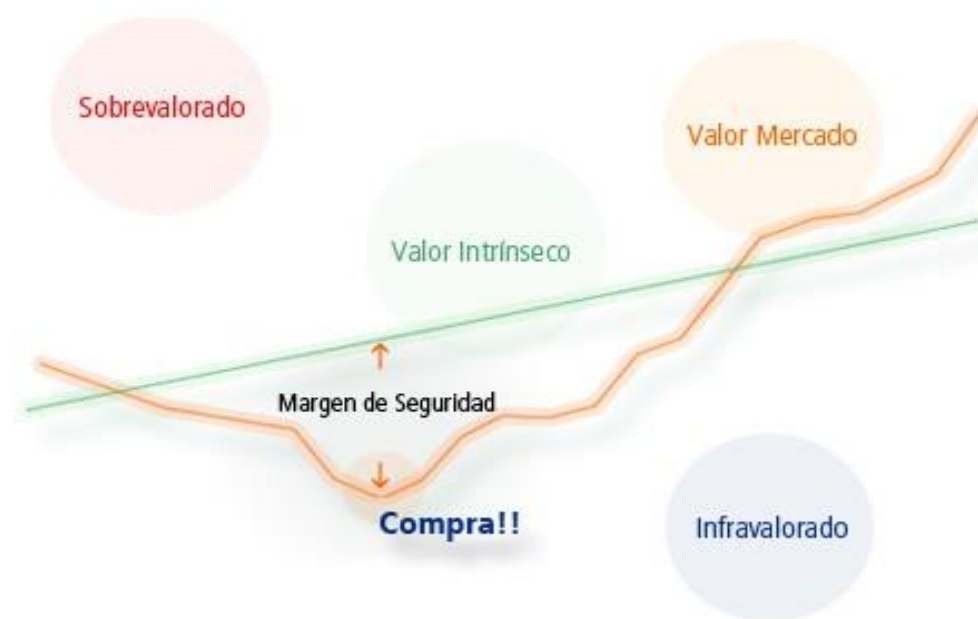 Sobrevalorado
Valor Mercado
Valor Intrínseco
Margen de Seguridad
Compra!!
Infravalorado